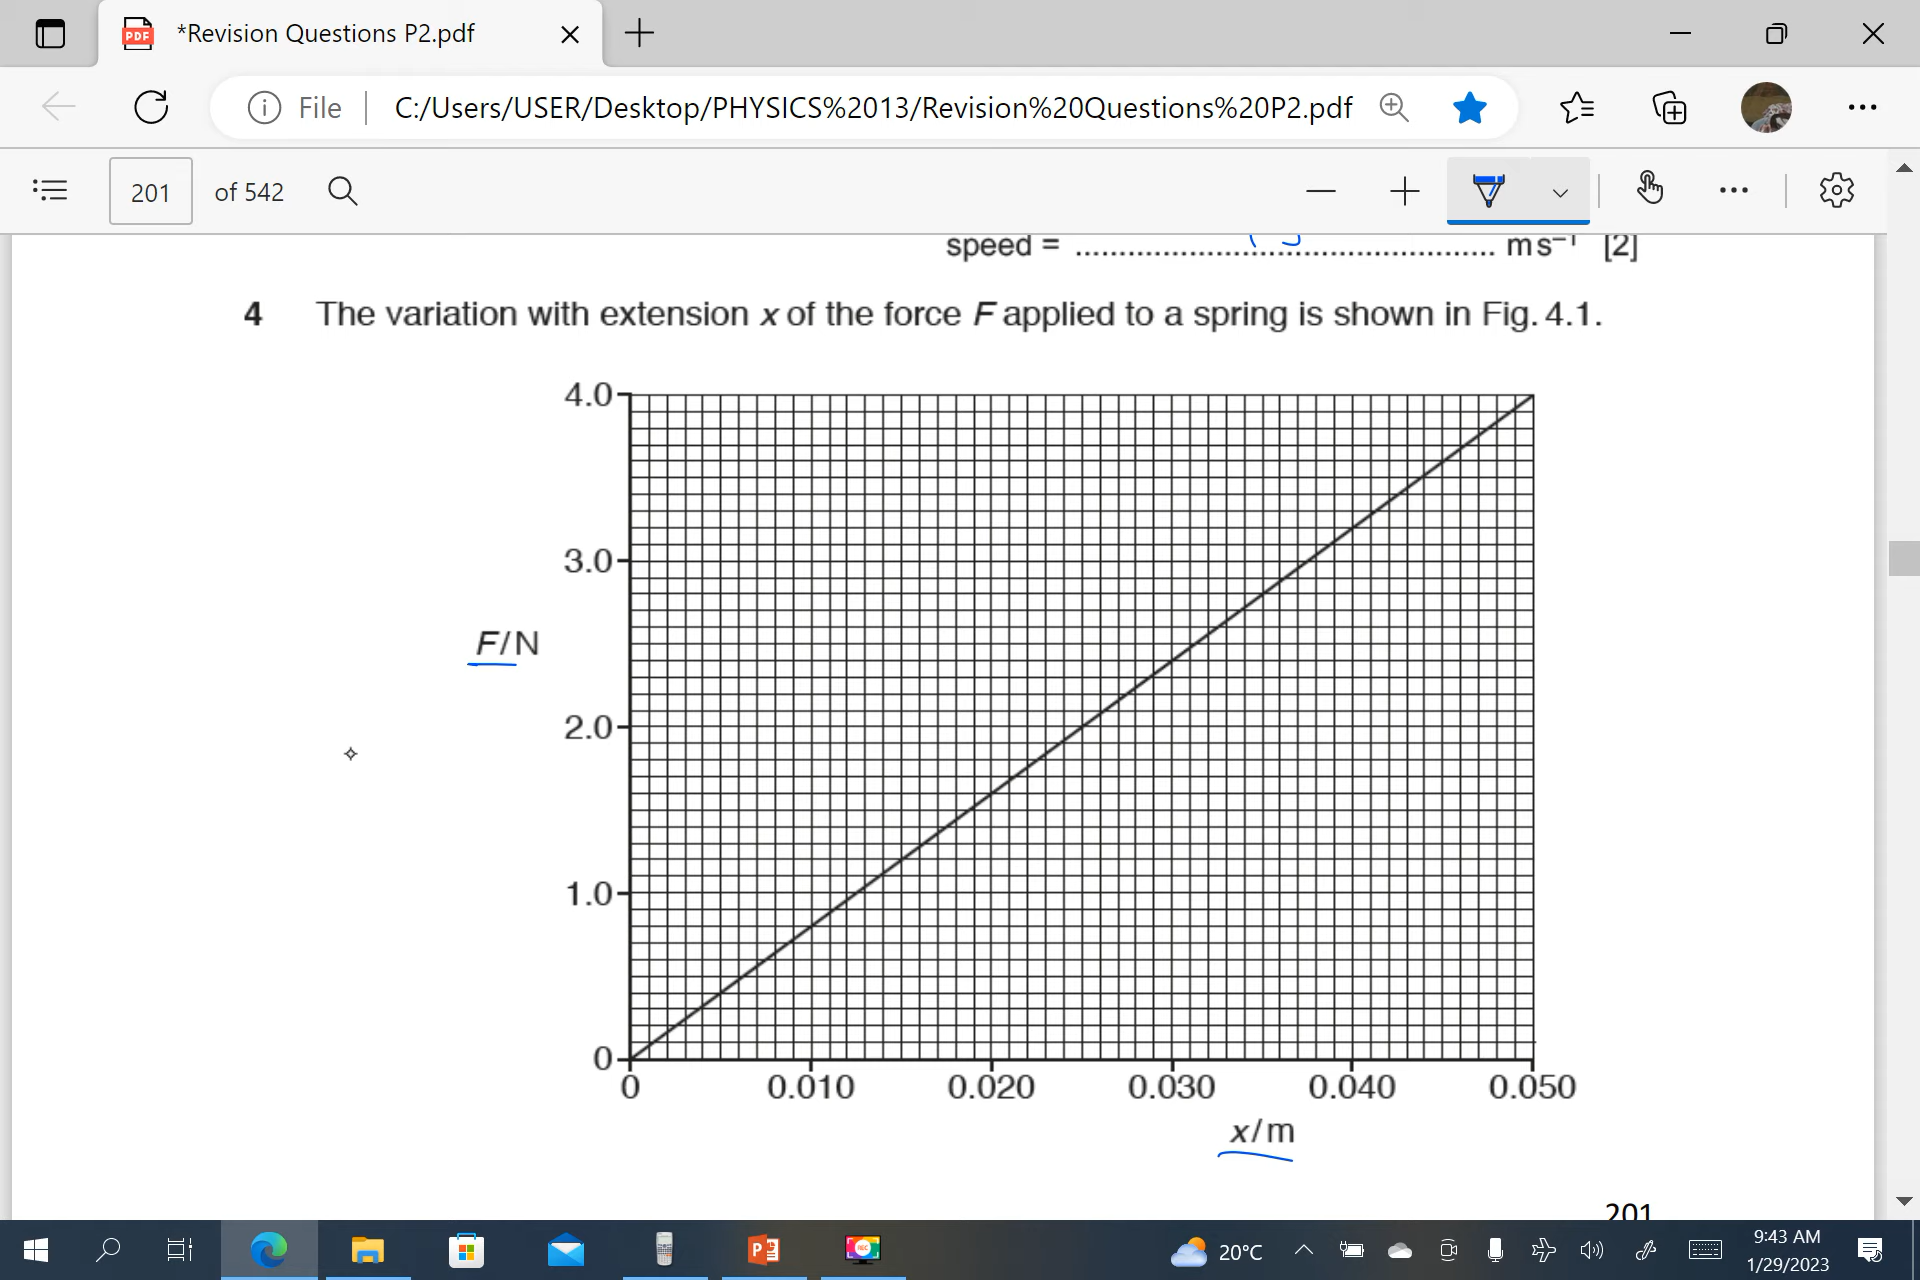 *Revision Questions P2.pdf
File C:/Users/USER/Desktop/PHYSICS%2013/Revision%20Questions%20P2.pdf
201 of 542
speed = ................................................ m s⁻¹ [2]
4 The variation with extension x of the force F applied to a spring is shown in Fig. 4.1.
4.0
3.0
F/N
2.0
1.0
0
0 0.010 0.020 0.030 0.040 0.050
x/m
201
20°C
9:43 AM
1/29/2023